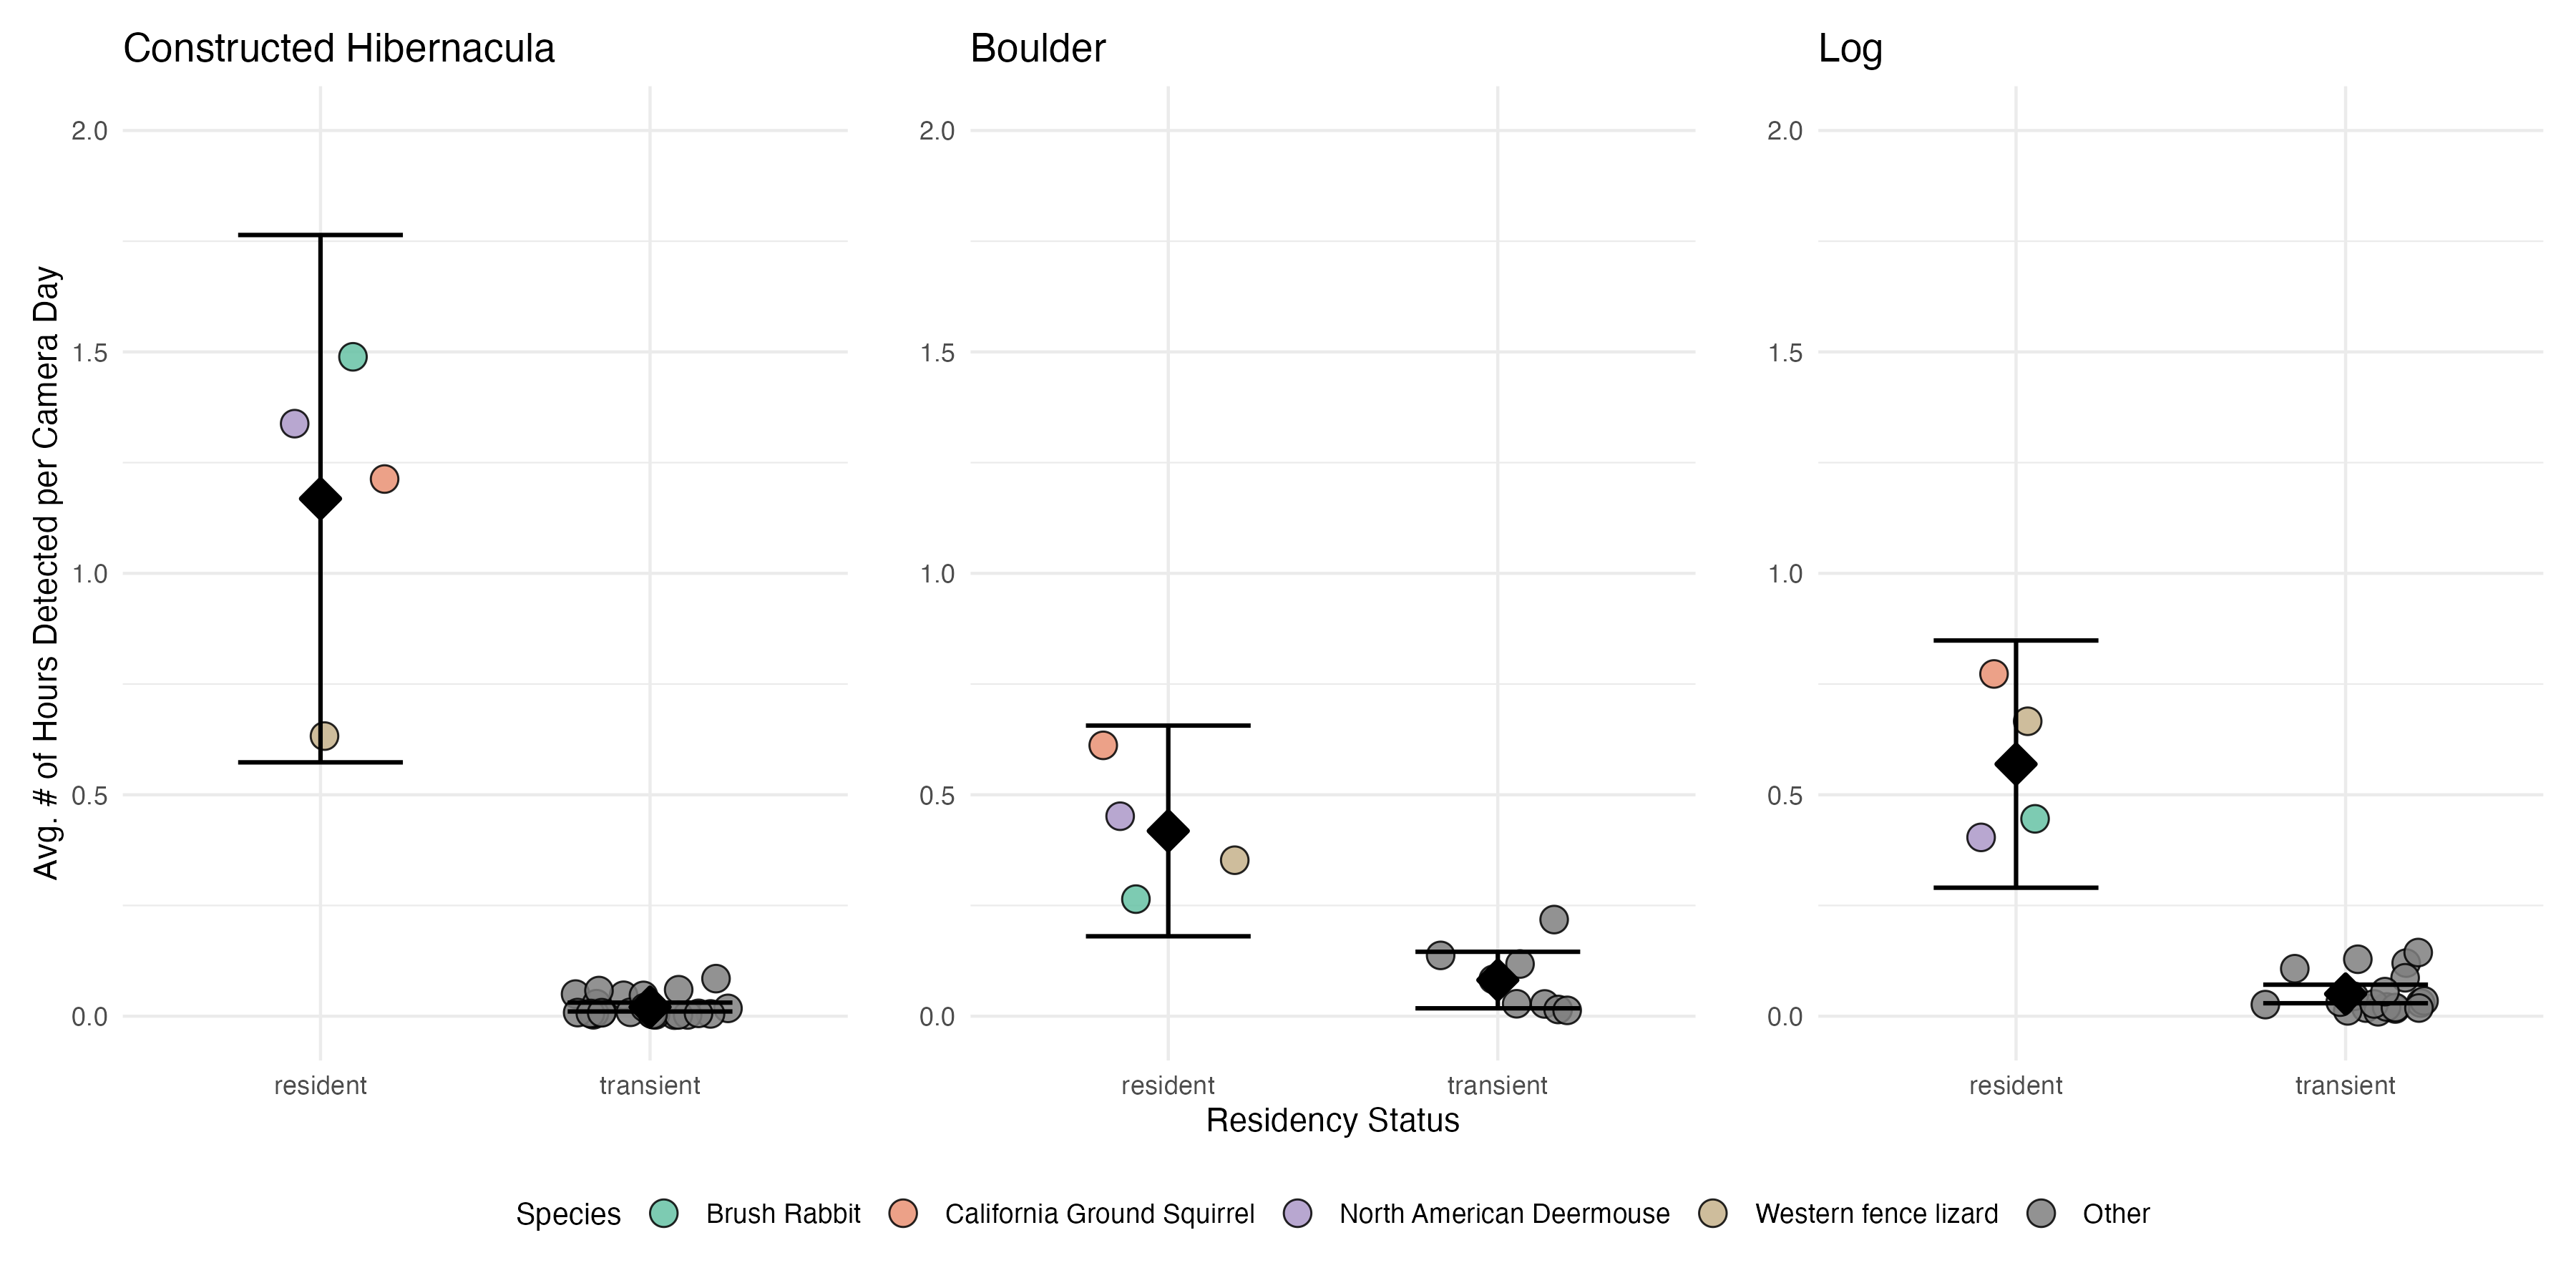 Constructed Hibernacula
Boulder
Log
Avg. # of Hours Detected per Camera Day
2.0
1.5
1.0
0.5
0.0
2.0
1.5
1.0
0.5
0.0
2.0
1.5
1.0
0.5
0.0
resident
transient
resident
transient
resident
transient
Residency Status
Species
Brush Rabbit
California Ground Squirrel
North American Deermouse
Western fence lizard
Other